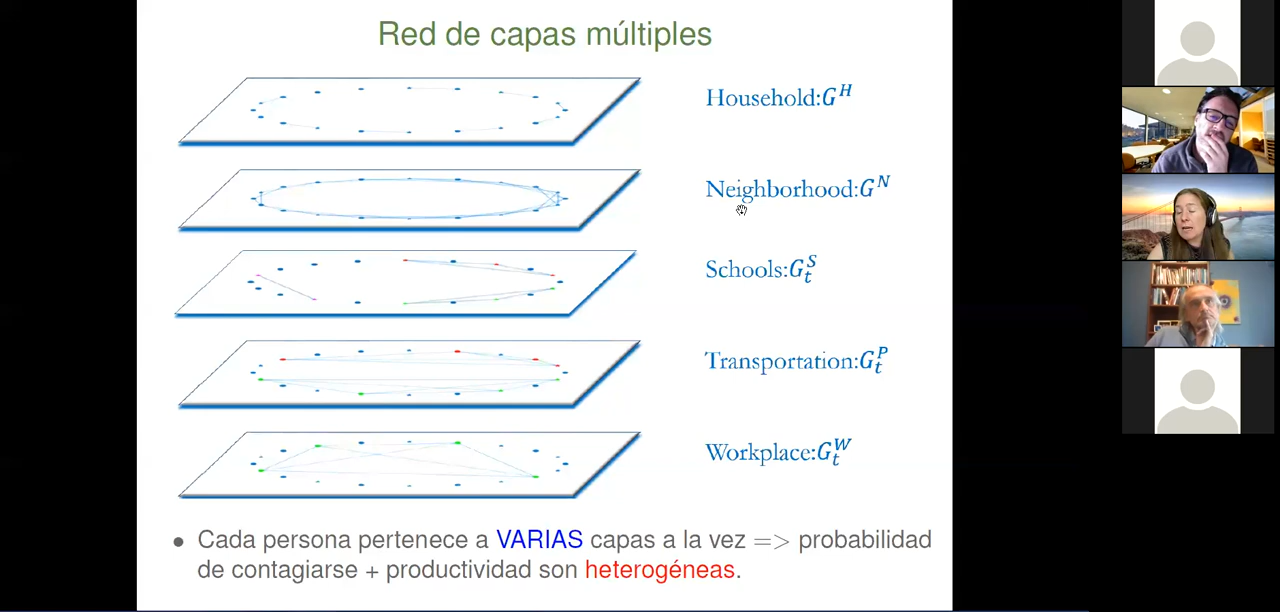 Red de capas múltiples
Household:G^H
Neighborhood:G^N
Schools:G_t^S
Transportation:G_t^P
Workplace:G_t^W
• Cada persona pertenece a VARIAS capas a la vez => probabilidad
de contagiarse + productividad son heterogéneas.